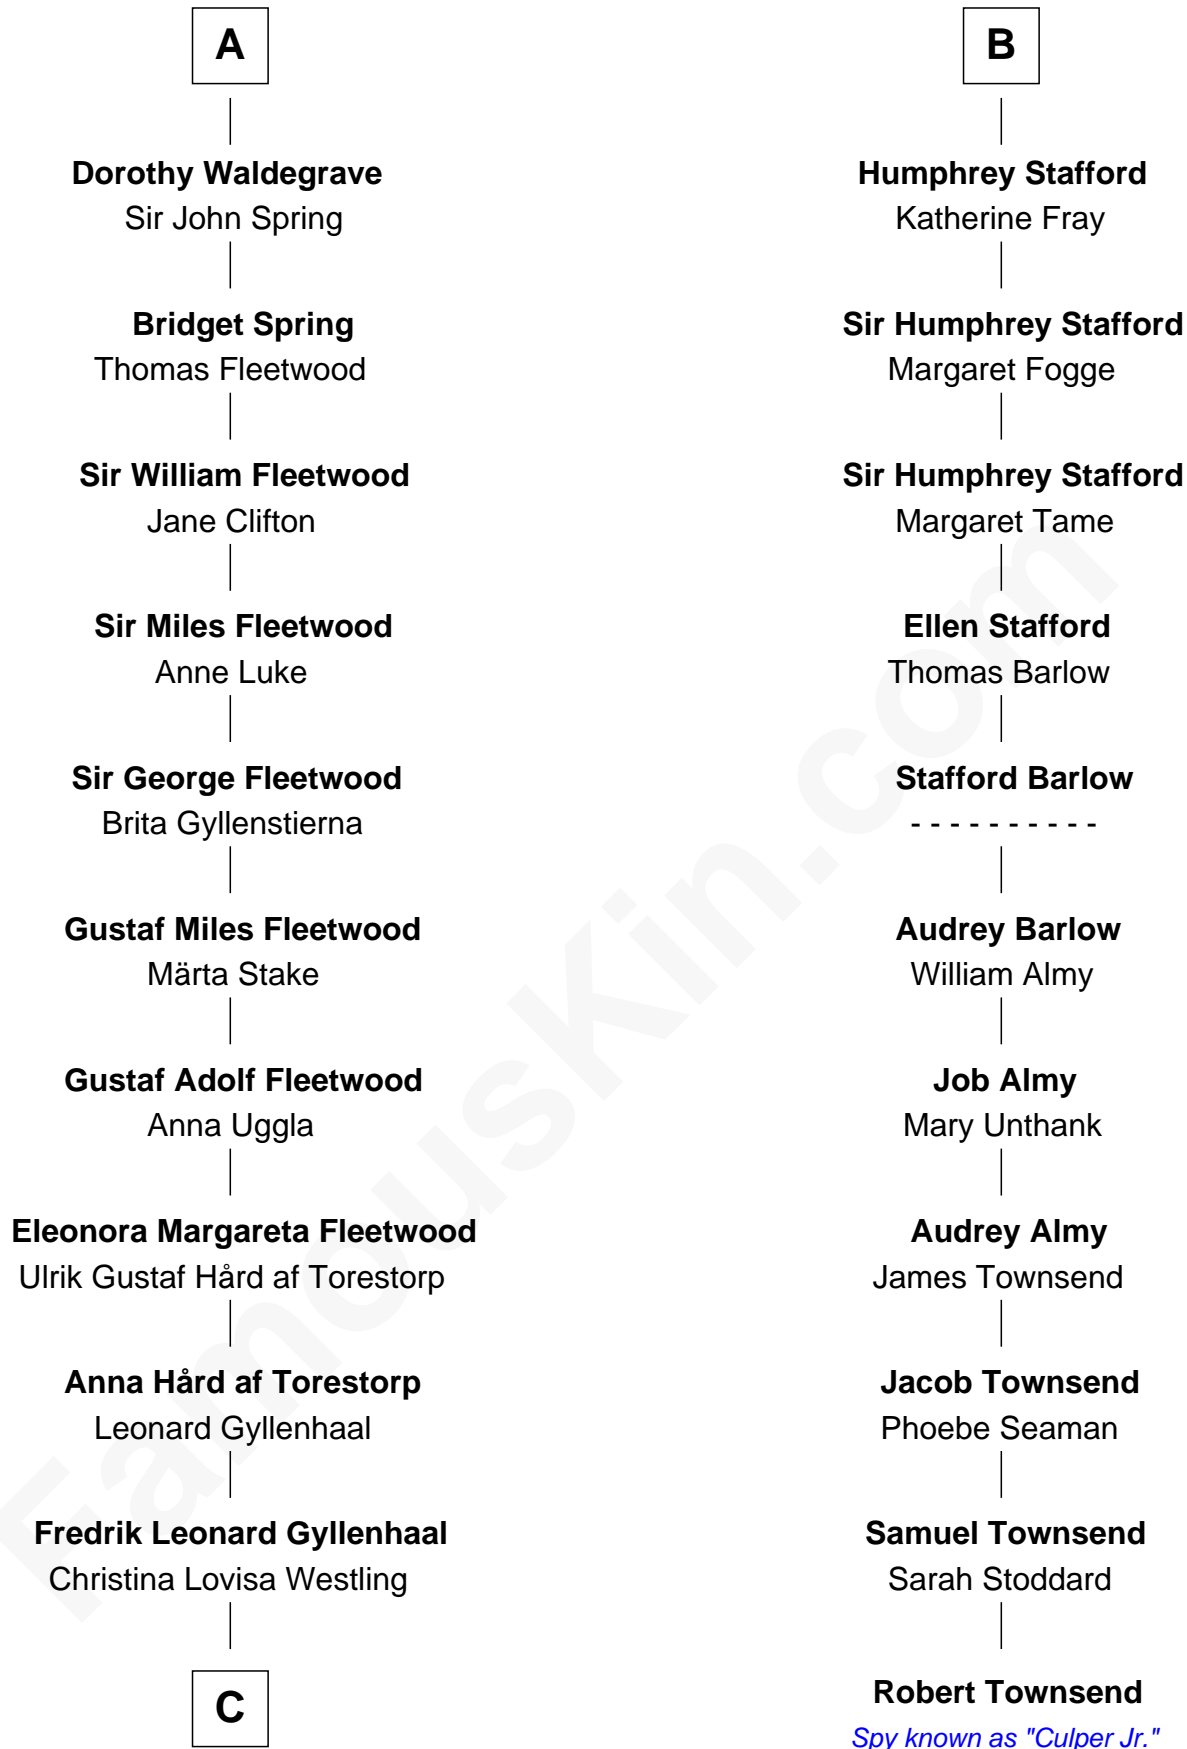 A
Dorothy Waldegrave
Sir John Spring
Bridget Spring
Thomas Fleetwood
Sir William Fleetwood
Jane Clifton
Sir Miles Fleetwood
Anne Luke
Sir George Fleetwood
Brita Gyllenstierna
Gustaf Miles Fleetwood
Märta Stake
Gustaf Adolf Fleetwood
Anna Uggla
Eleonora Margareta Fleetwood
Ulrik Gustaf Hård af Torestorp
Anna Hård af Torestorp
Leonard Gyllenhaal
Fredrik Leonard Gyllenhaal
Christina Lovisa Westling
C
B
Humphrey Stafford
Katherine Fray
Sir Humphrey Stafford
Margaret Fogge
Sir Humphrey Stafford
Margaret Tame
Ellen Stafford
Thomas Barlow
Stafford Barlow
- - - - - - - - - -
Audrey Barlow
William Almy
Job Almy
Mary Unthank
Audrey Almy
James Townsend
Jacob Townsend
Phoebe Seaman
Samuel Townsend
Sarah Stoddard
Robert Townsend
Spy known as "Culper Jr."
FamousKin.com